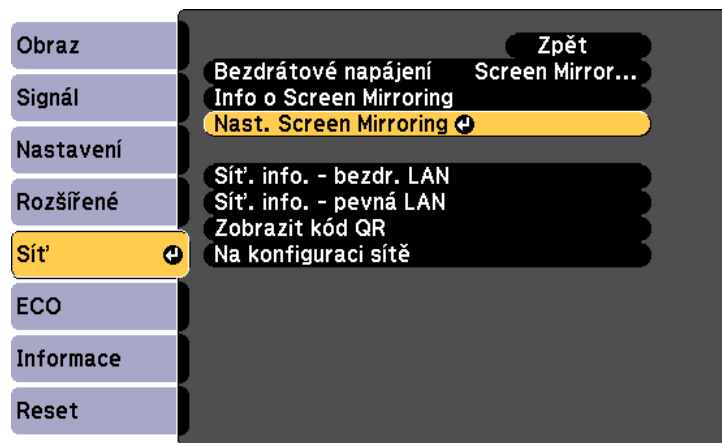 Obraz
Signál
Nastavení
Rozšířené
Síť
ECO
Informace
Reset
Zpět
Bezdrátové napájení Screen Mirror...
Info o Screen Mirroring
Nast. Screen Mirroring
Síť. info. - bezdr. LAN
Síť. info. - pevná LAN
Zobrazit kód QR
Na konfiguraci sítě